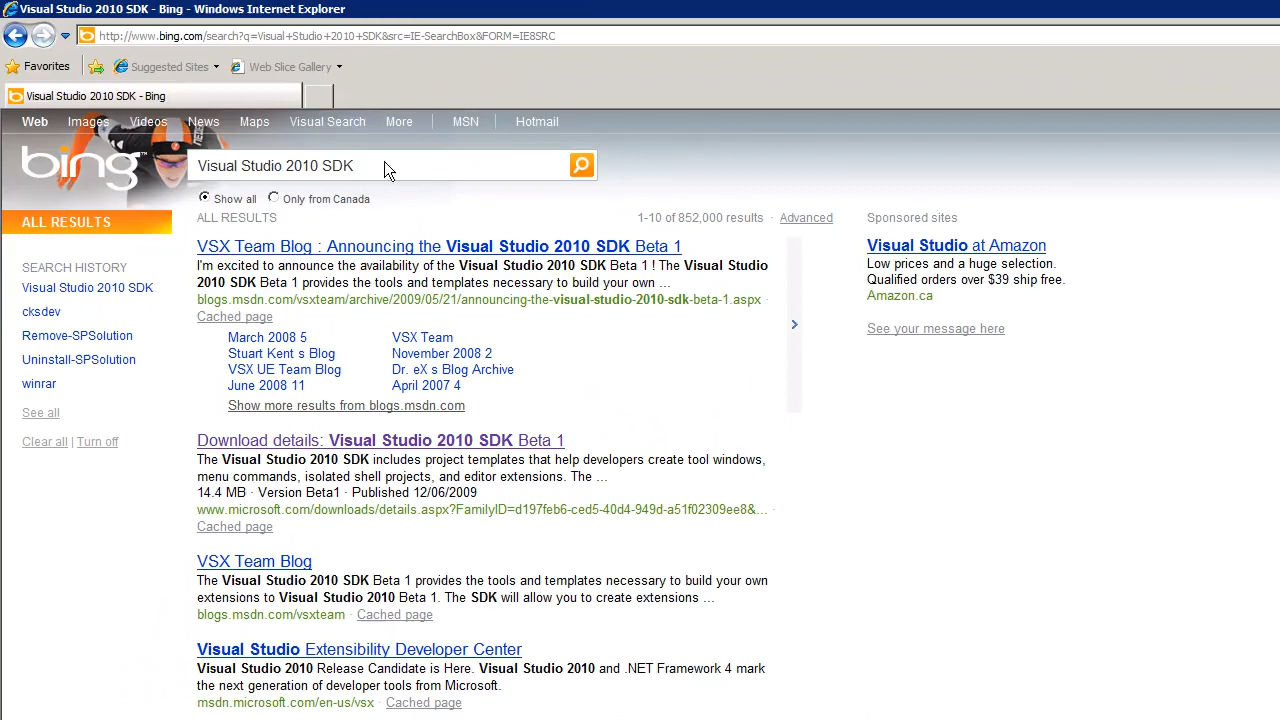 Visual Studio 2010 SDK - Bing - Windows Internet Explorer
http://www.bing.com/search?q=Visual+Studio+2010+SDK&src=IE-SearchBox&FORM=IE8SRC
Favorites Suggested Sites Web Slice Gallery
Visual Studio 2010 SDK - Bing
Web Images Videos News Maps Visual Search More MSN Hotmail
bing™ Visual Studio 2010 SDK
Show all Only from Canada
ALL RESULTS
ALL RESULTS 1-10 of 852,000 results · Advanced
SEARCH HISTORY
Visual Studio 2010 SDK
cksdev
Remove-SPSolution
Uninstall-SPSolution
winrar
See all
Clear all | Turn off
VSX Team Blog : Announcing the Visual Studio 2010 SDK Beta 1
I'm excited to announce the availability of the Visual Studio 2010 SDK Beta 1 ! The Visual Studio
2010 SDK Beta 1 provides the tools and templates necessary to build your own ...
blogs.msdn.com/vsxteam/archive/2009/05/21/announcing-the-visual-studio-2010-sdk-beta-1.aspx ·
Cached page
March 2008 5 VSX Team
Stuart Kent s Blog November 2008 2
VSX UE Team Blog Dr. eX s Blog Archive
June 2008 11 April 2007 4
Show more results from blogs.msdn.com
Download details: Visual Studio 2010 SDK Beta 1
The Visual Studio 2010 SDK includes project templates that help developers create tool windows,
menu commands, isolated shell projects, and editor extensions. The ...
14.4 MB · Version Beta1 · Published 12/06/2009
www.microsoft.com/downloads/details.aspx?FamilyID=d197feb6-ced5-40d4-949d-a51f02309ee8&... ·
Cached page
VSX Team Blog
The Visual Studio 2010 SDK Beta 1 provides the tools and templates necessary to build your own
extensions to Visual Studio 2010 Beta 1. The SDK will allow you to create extensions ...
blogs.msdn.com/vsxteam · Cached page
Visual Studio Extensibility Developer Center
Visual Studio 2010 Release Candidate is Here. Visual Studio 2010 and .NET Framework 4 mark
the next generation of developer tools from Microsoft.
msdn.microsoft.com/en-us/vsx · Cached page
Sponsored sites
Visual Studio at Amazon
Low prices and a huge selection.
Qualified orders over $39 ship free.
Amazon.ca
See your message here